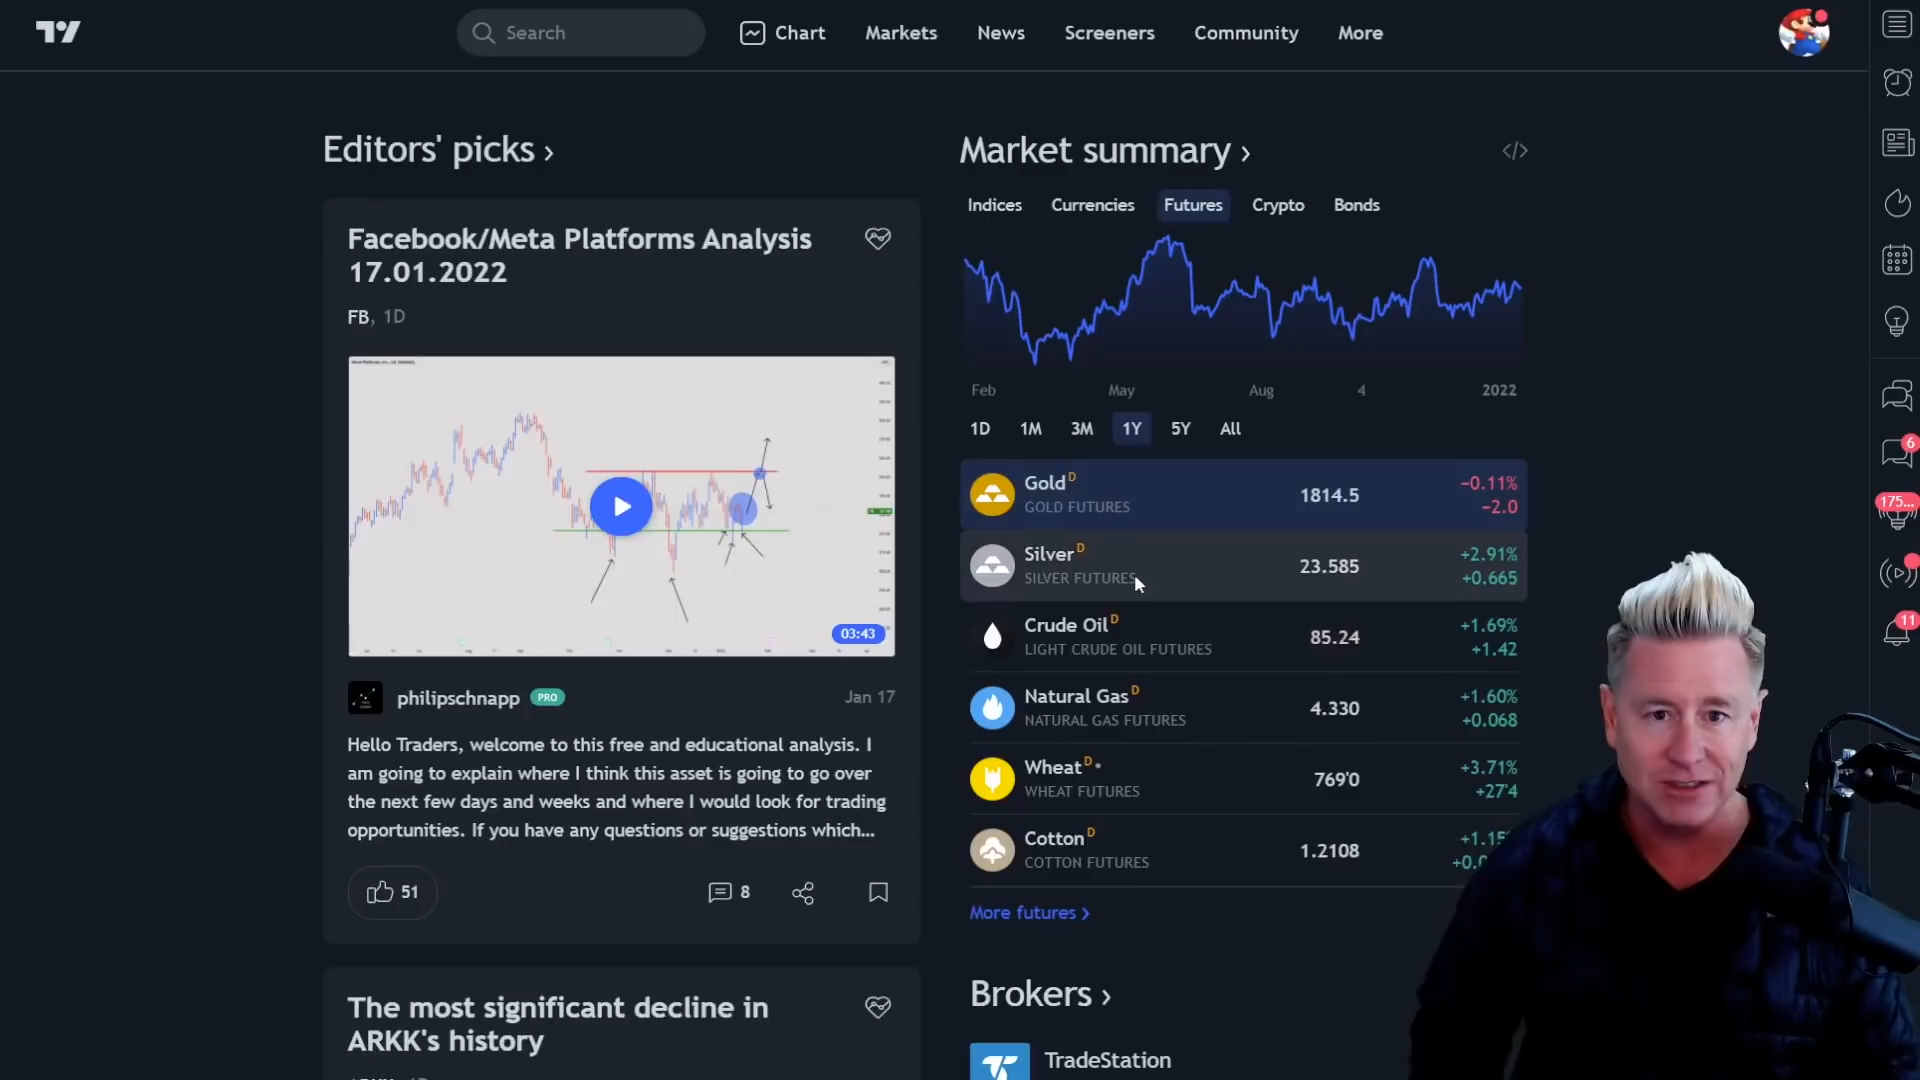 Search
Chart
Markets
News
Screeners
Community
More
Editors' picks
Facebook/Meta Platforms Analysis
17.01.2022
FB, 1D
03:43
philipschnapp PRO
Jan 17
Hello Traders, welcome to this free and educational analysis. I
am going to explain where I think this asset is going to go over
the next few days and weeks and where I would look for trading
opportunities. If you have any questions or suggestions which...
51
8
The most significant decline in
ARKK's history
Market summary
Indices
Currencies
Futures
Crypto
Bonds
Feb
May
Aug
4
2022
1D
1M
3M
1Y
5Y
All
Gold D
GOLD FUTURES
1814.5
−0.11%
−2.0
Silver D
SILVER FUTURES
23.585
+2.91%
+0.665
Crude Oil D
LIGHT CRUDE OIL FUTURES
85.24
+1.69%
+1.42
Natural Gas D
NATURAL GAS FUTURES
4.330
+1.60%
+0.068
Wheat D
WHEAT FUTURES
769'0
+3.71%
+27'4
Cotton D
COTTON FUTURES
1.2108
More futures
Brokers
TradeStation
6
175...
11